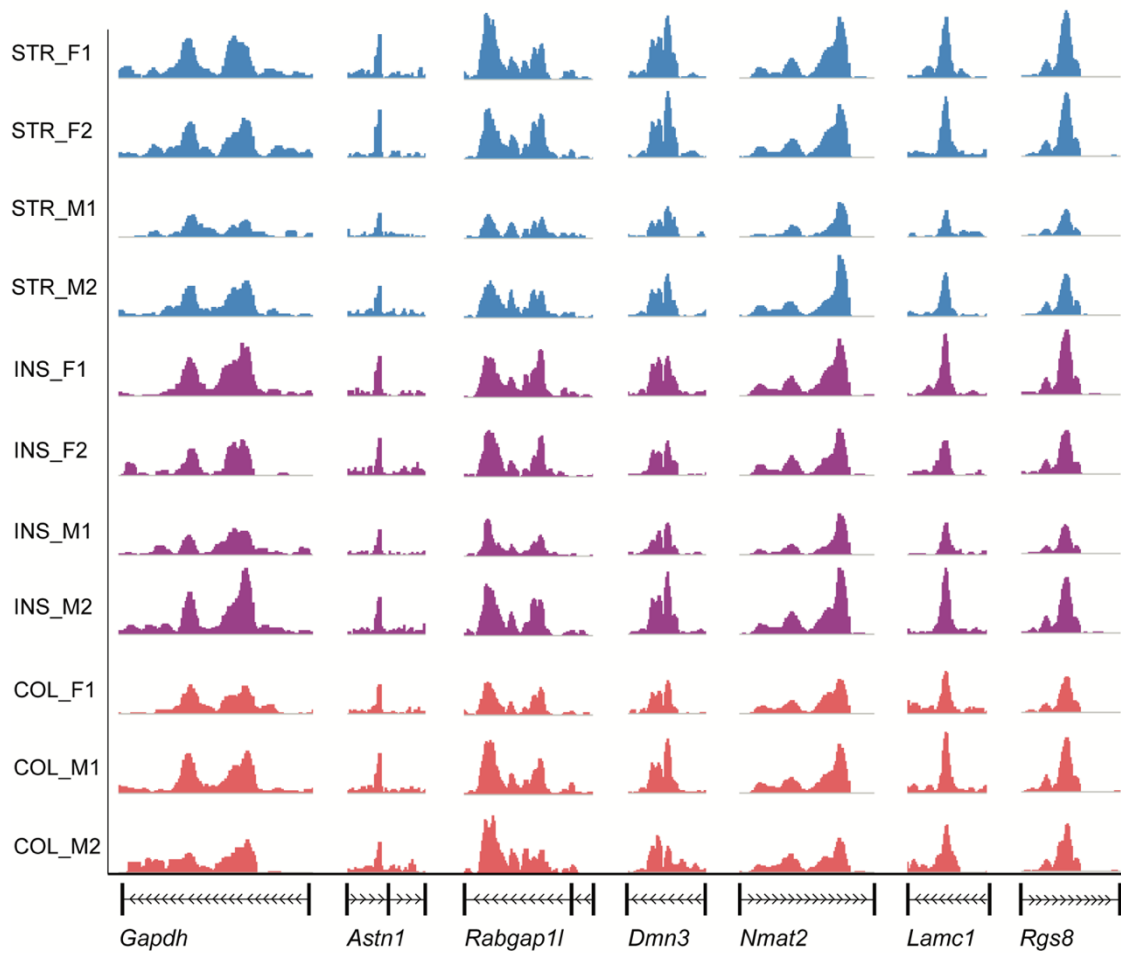 STR_F1
STR_F2
STR_M1
STR_M2
INS_F1
INS_F2
INS_M1
INS_M2
COL_F1
COL_M1
COL_M2
Gapdh Astn1 Rabgap1l Dmn3 Nmat2 Lamc1 Rgs8